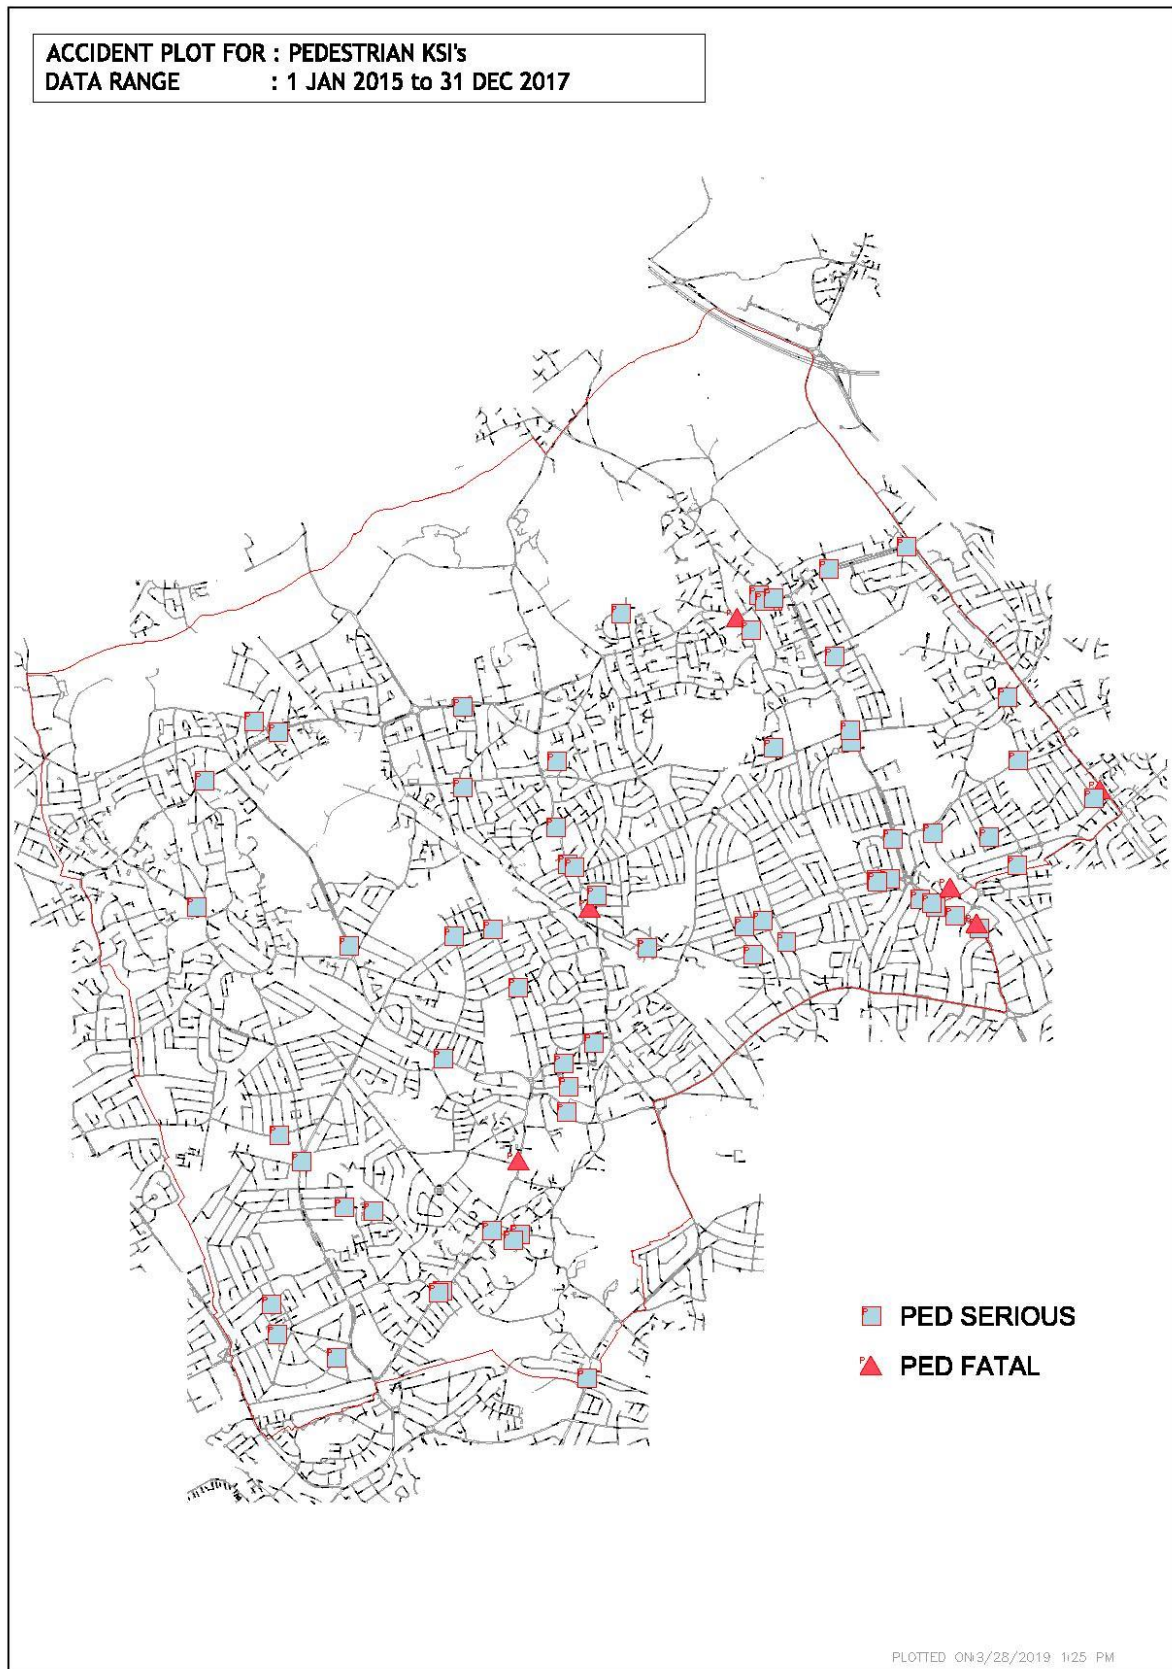 ACCIDENT PLOT FOR : PEDESTRIAN KSI's
DATA RANGE : 1 JAN 2015 to 31 DEC 2017
P PED SERIOUS
P PED FATAL
PLOTTED ON:3/28/2019 1:25 PM